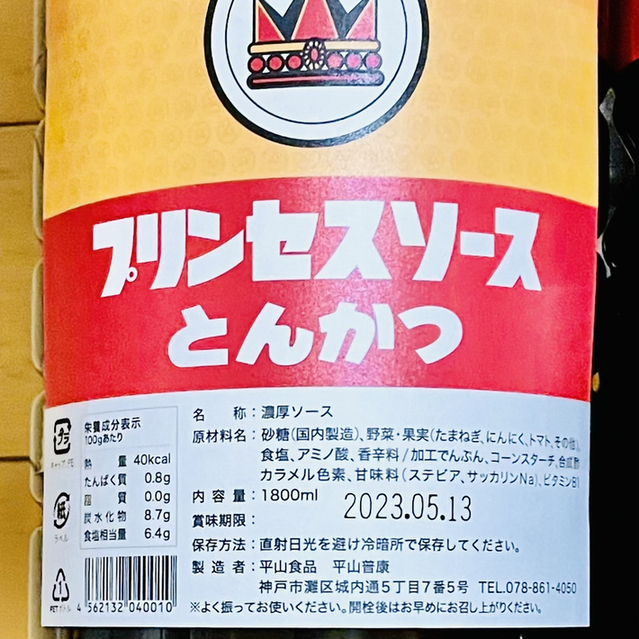 プリンセスソース
とんかつ
プラ
キャップ PE
紙
ラベル
1
PETボトル
栄養成分表示
100gあたり
熱量 40kcal
たんぱく質 0.8g
脂質 0.0g
炭水化物 8.7g
食塩相当量 6.4g
4 562132 040010
名称:濃厚ソース
原材料名:砂糖(国内製造)、野菜・果実(たまねぎ、にんにく、トマト、その他)、
食塩、アミノ酸、香辛料/加工でんぷん、コーンスターチ、合成酢
カラメル色素、甘味料(ステビア、サッカリンNa)、ビタミンB1
内容量:1800ml
賞味期限: 2023.05.13
保存方法:直射日光を避け冷暗所で保存してください。
製造者:平山食品 平山普康
神戸市灘区城内通5丁目7番5号 TEL.078-861-4050
※よく振ってお使いください。開栓後はお早めにお召し上がりください。